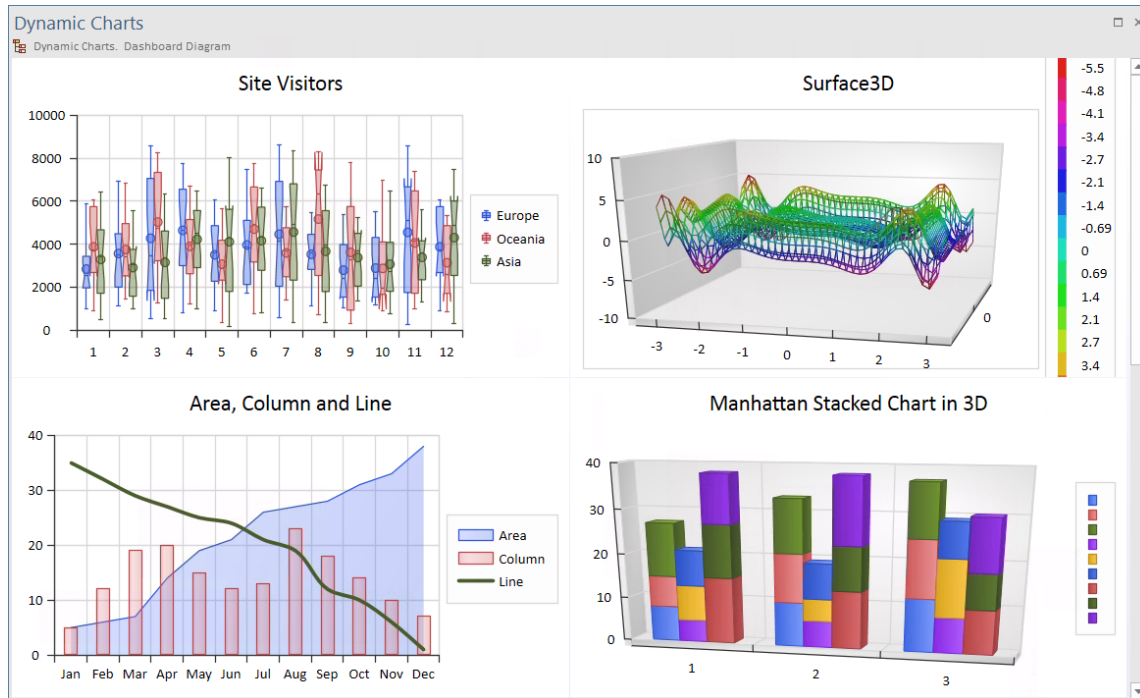 Dynamic Charts
Dynamic Charts. Dashboard Diagram
Site Visitors
10000
8000
6000
4000
2000
0
1 2 3 4 5 6 7 8 9 10 11 12
Europe
Oceania
Asia
Surface3D
10
5
0
-5
-10
-3 -2 -1 0 1 2 3
0
-5.5
-4.8
-4.1
-3.4
-2.7
-2.1
-1.4
-0.69
0
0.69
1.4
2.1
2.7
3.4
Area, Column and Line
40
30
20
10
0
Jan Feb Mar Apr May Jun Jul Aug Sep Oct Nov Dec
Area
Column
Line
Manhattan Stacked Chart in 3D
40
30
20
10
0
1 2 3